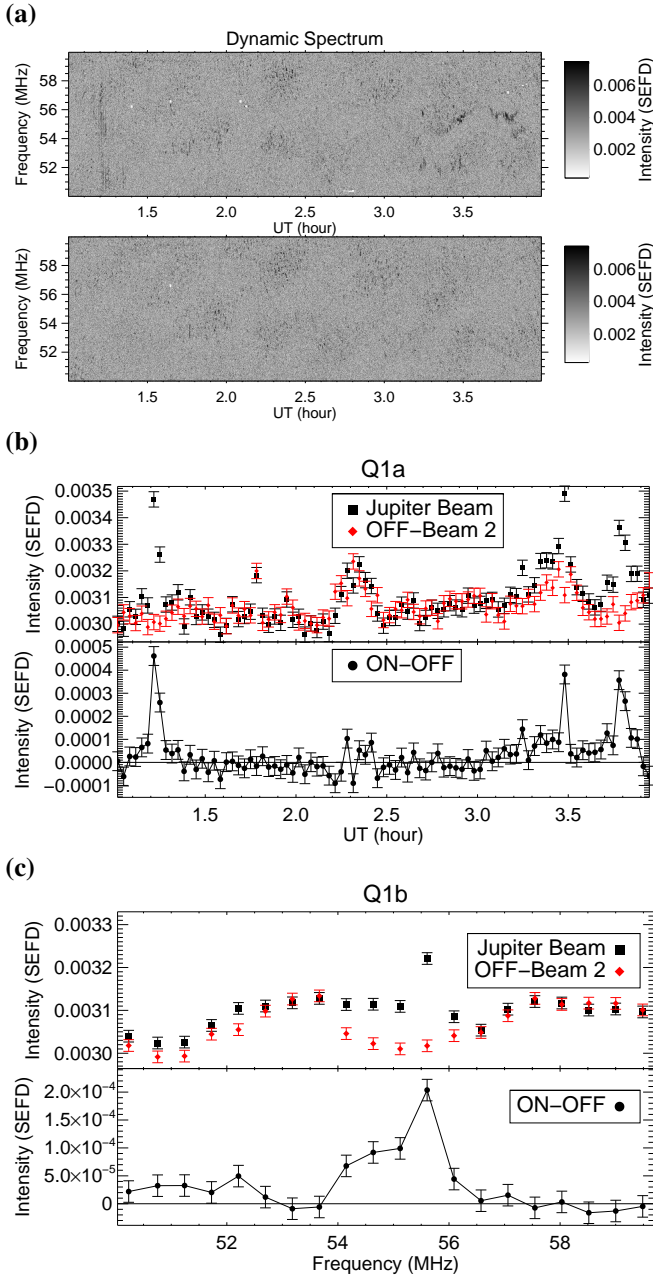 (a)
Dynamic Spectrum
Frequency (MHz)
58
56
54
52
1.5 2.0 2.5 3.0 3.5
UT (hour)
0.006
0.004
0.002
Intensity (SEFD)
Frequency (MHz)
58
56
54
52
50
1.5 2.0 2.5 3.0 3.5
UT (hour)
0.006
0.004
0.002
Intensity (SEFD)
(b)
Q1a
Intensity (SEFD)
0.0035
0.0034
0.0033
0.0032
0.0031
0.0030
Jupiter Beam
OFF−Beam 2
Intensity (SEFD)
0.0005
0.0004
0.0003
0.0002
0.0001
0.0000
−0.0001
ON−OFF
1.5 2.0 2.5 3.0 3.5
UT (hour)
(c)
Q1b
Intensity (SEFD)
0.0033
0.0032
0.0031
0.0030
Jupiter Beam
OFF−Beam 2
Intensity (SEFD)
2.0×10⁻⁴
1.5×10⁻⁴
1.0×10⁻⁴
5.0×10⁻⁵
0
ON−OFF
52 54 56 58
Frequency (MHz)